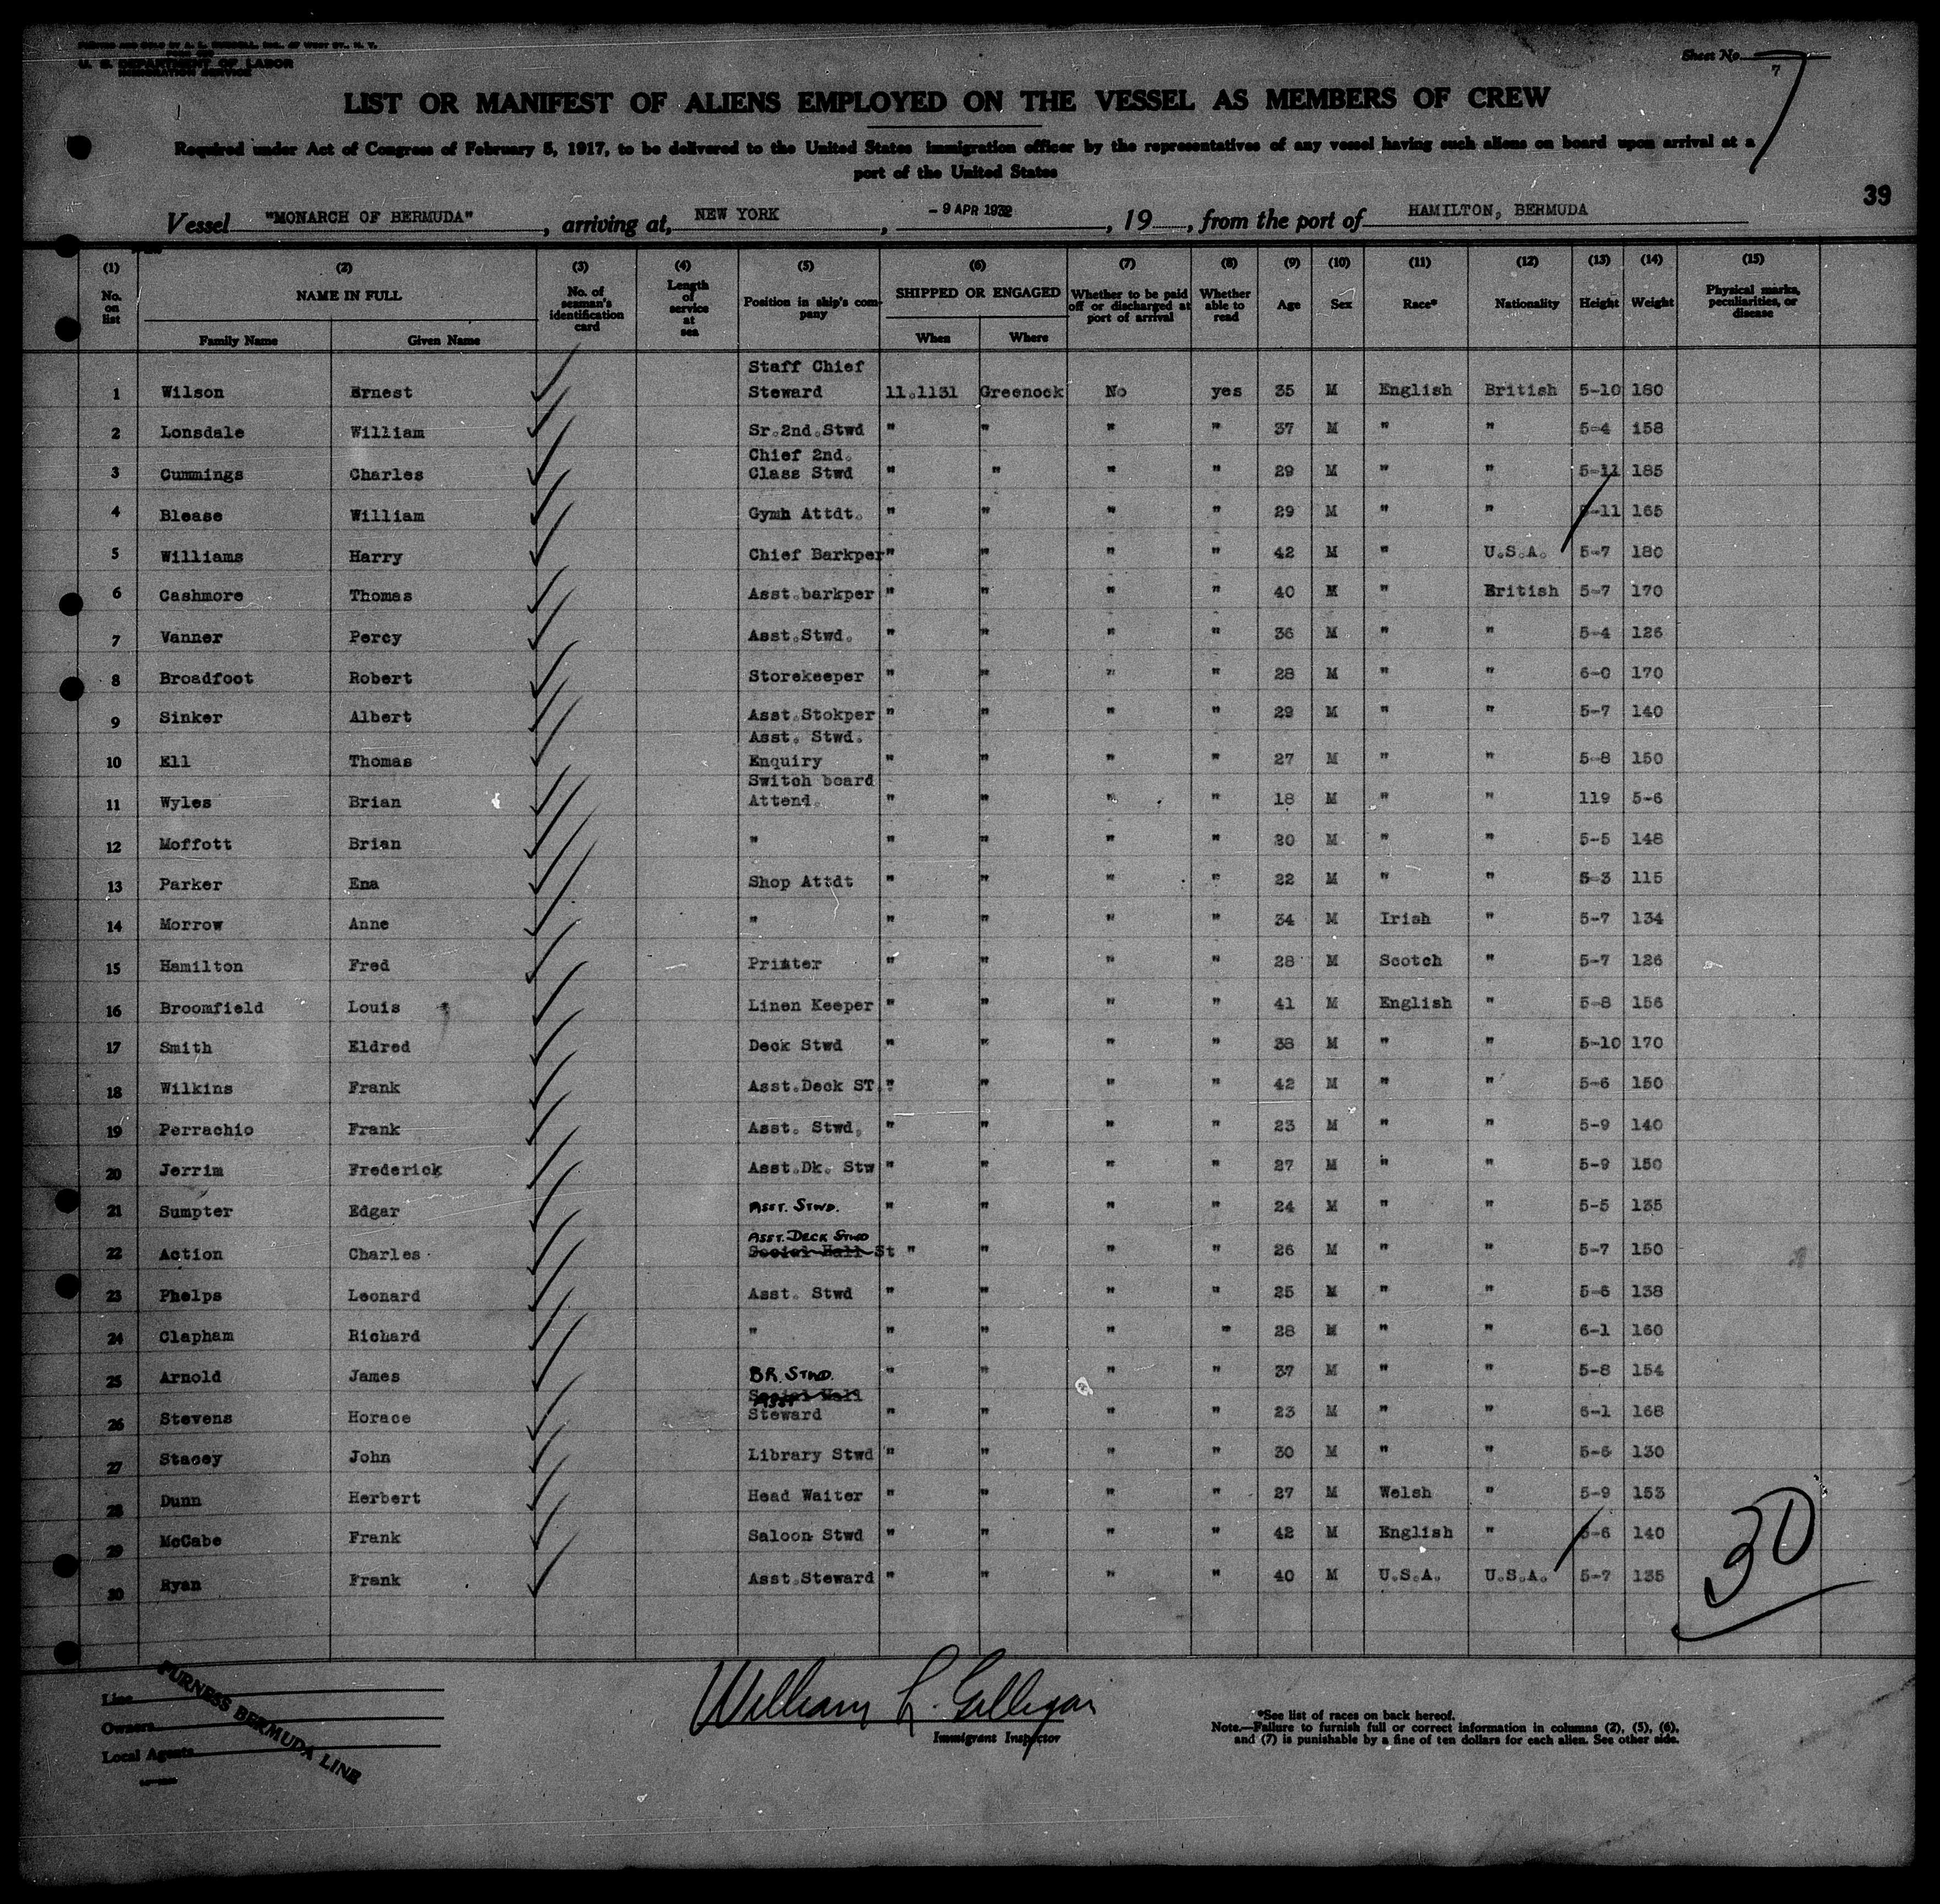 U. S. DEPARTMENT OF LABOR
IMMIGRATION SERVICE
Sheet No. 7
7
LIST OR MANIFEST OF ALIENS EMPLOYED ON THE VESSEL AS MEMBERS OF CREW
Required under Act of Congress of February 5, 1917, to be delivered to the United States immigration officer by the representatives of any vessel having such aliens on board upon arrival at a
port of the United States
39
Vessel "MONARCH OF BERMUDA", arriving at, NEW YORK, - 9 APR 1932, 19, from the port of HAMILTON, BERMUDA
(1) (2) (3) (4) (5) (6) (7) (8) (9) (10) (11) (12) (13) (14) (15)
No. on list NAME IN FULL No. of seaman's identification card Length of service at sea Position in ship's company SHIPPED OR ENGAGED Whether to be paid off or discharged at port of arrival Whether able to read Age Sex Race* Nationality Height Weight Physical marks, peculiarities, or disease
Family Name Given Name When Where
Staff Chief
1 Wilson Ernest Steward 11.1131 Greenock No yes 35 M English British 5-10 180
2 Lonsdale William Sr.2nd.Stwd " " " " 37 M " " 5-4 158
Chief 2nd.
3 Cummings Charles Class Stwd " " " " 29 M " " 5-11 185
4 Blease William Gymh Attdt. " " " " 29 M " " 5-11 165
5 Williams Harry Chief Barkper " " " " 42 M " U.S.A. 5-7 180
6 Cashmore Thomas Asst.barkper " " " " 40 M " British 5-7 170
7 Vanner Percy Asst.Stwd. " " " " 36 M " " 5-4 126
8 Broadfoot Robert Storekeeper " " " " 28 M " " 6-0 170
9 Sinker Albert Asst.Stokper " " " " 29 M " " 5-7 140
Asst. Stwd.
10 Ell Thomas Enquiry " " " " 27 M " " 5-8 150
Switch board
11 Wyles Brian Attend. " " " " 18 M " " 119 5-6
12 Moffott Brian " " " " " 20 M " " 5-5 148
13 Parker Ena Shop Attdt " " " " 22 M " " 5-3 115
14 Morrow Anne " " " " " 34 M Irish " 5-7 134
15 Hamilton Fred Printer " " " " 28 M Scotch " 5-7 126
16 Broomfield Louis Linen Keeper " " " " 41 M English " 5-8 156
17 Smith Eldred Deck Stwd " " " " 38 M " " 5-10 170
18 Wilkins Frank Asst.Deck ST. " " " " 42 M " " 5-6 150
19 Perrachio Frank Asst. Stwd. " " " " 23 M " " 5-9 140
20 Jerrim Frederick Asst.Dk. Stw " " " " 27 M " " 5-9 150
21 Sumpter Edgar ASST. STWD. " " " " 24 M " " 5-5 135
ASST. DECK STWD
22 Action Charles Social Hall St " " " " 26 M " " 5-7 150
23 Phelps Leonard Asst. Stwd " " " " 25 M " " 5-6 138
24 Clapham Richard " " " " " 28 M " " 6-1 160
25 Arnold James BR. STWD. " " " " 37 M " " 5-8 154
Social Hall
ASST
26 Stevens Horace Steward " " " " 23 M " " 6-1 168
27 Stacey John Library Stwd " " " " 30 M " " 5-6 130
28 Dunn Herbert Head Waiter " " " " 27 M Welsh " 5-9 153
29 McCabe Frank Saloon Stwd " " " " 42 M English " 5-6 140
30 Ryan Frank Asst.Steward " " " " 40 M U.S.A. U.S.A. 5-7 135
30
Line
Owners
Local Agents
FURNESS BERMUDA LINE
William L. Gilligan
Immigrant Inspector
*See list of races on back hereof.
Note.—Failure to furnish full or correct information in columns (2), (5), (6),
and (7) is punishable by a fine of ten dollars for each alien. See other side.